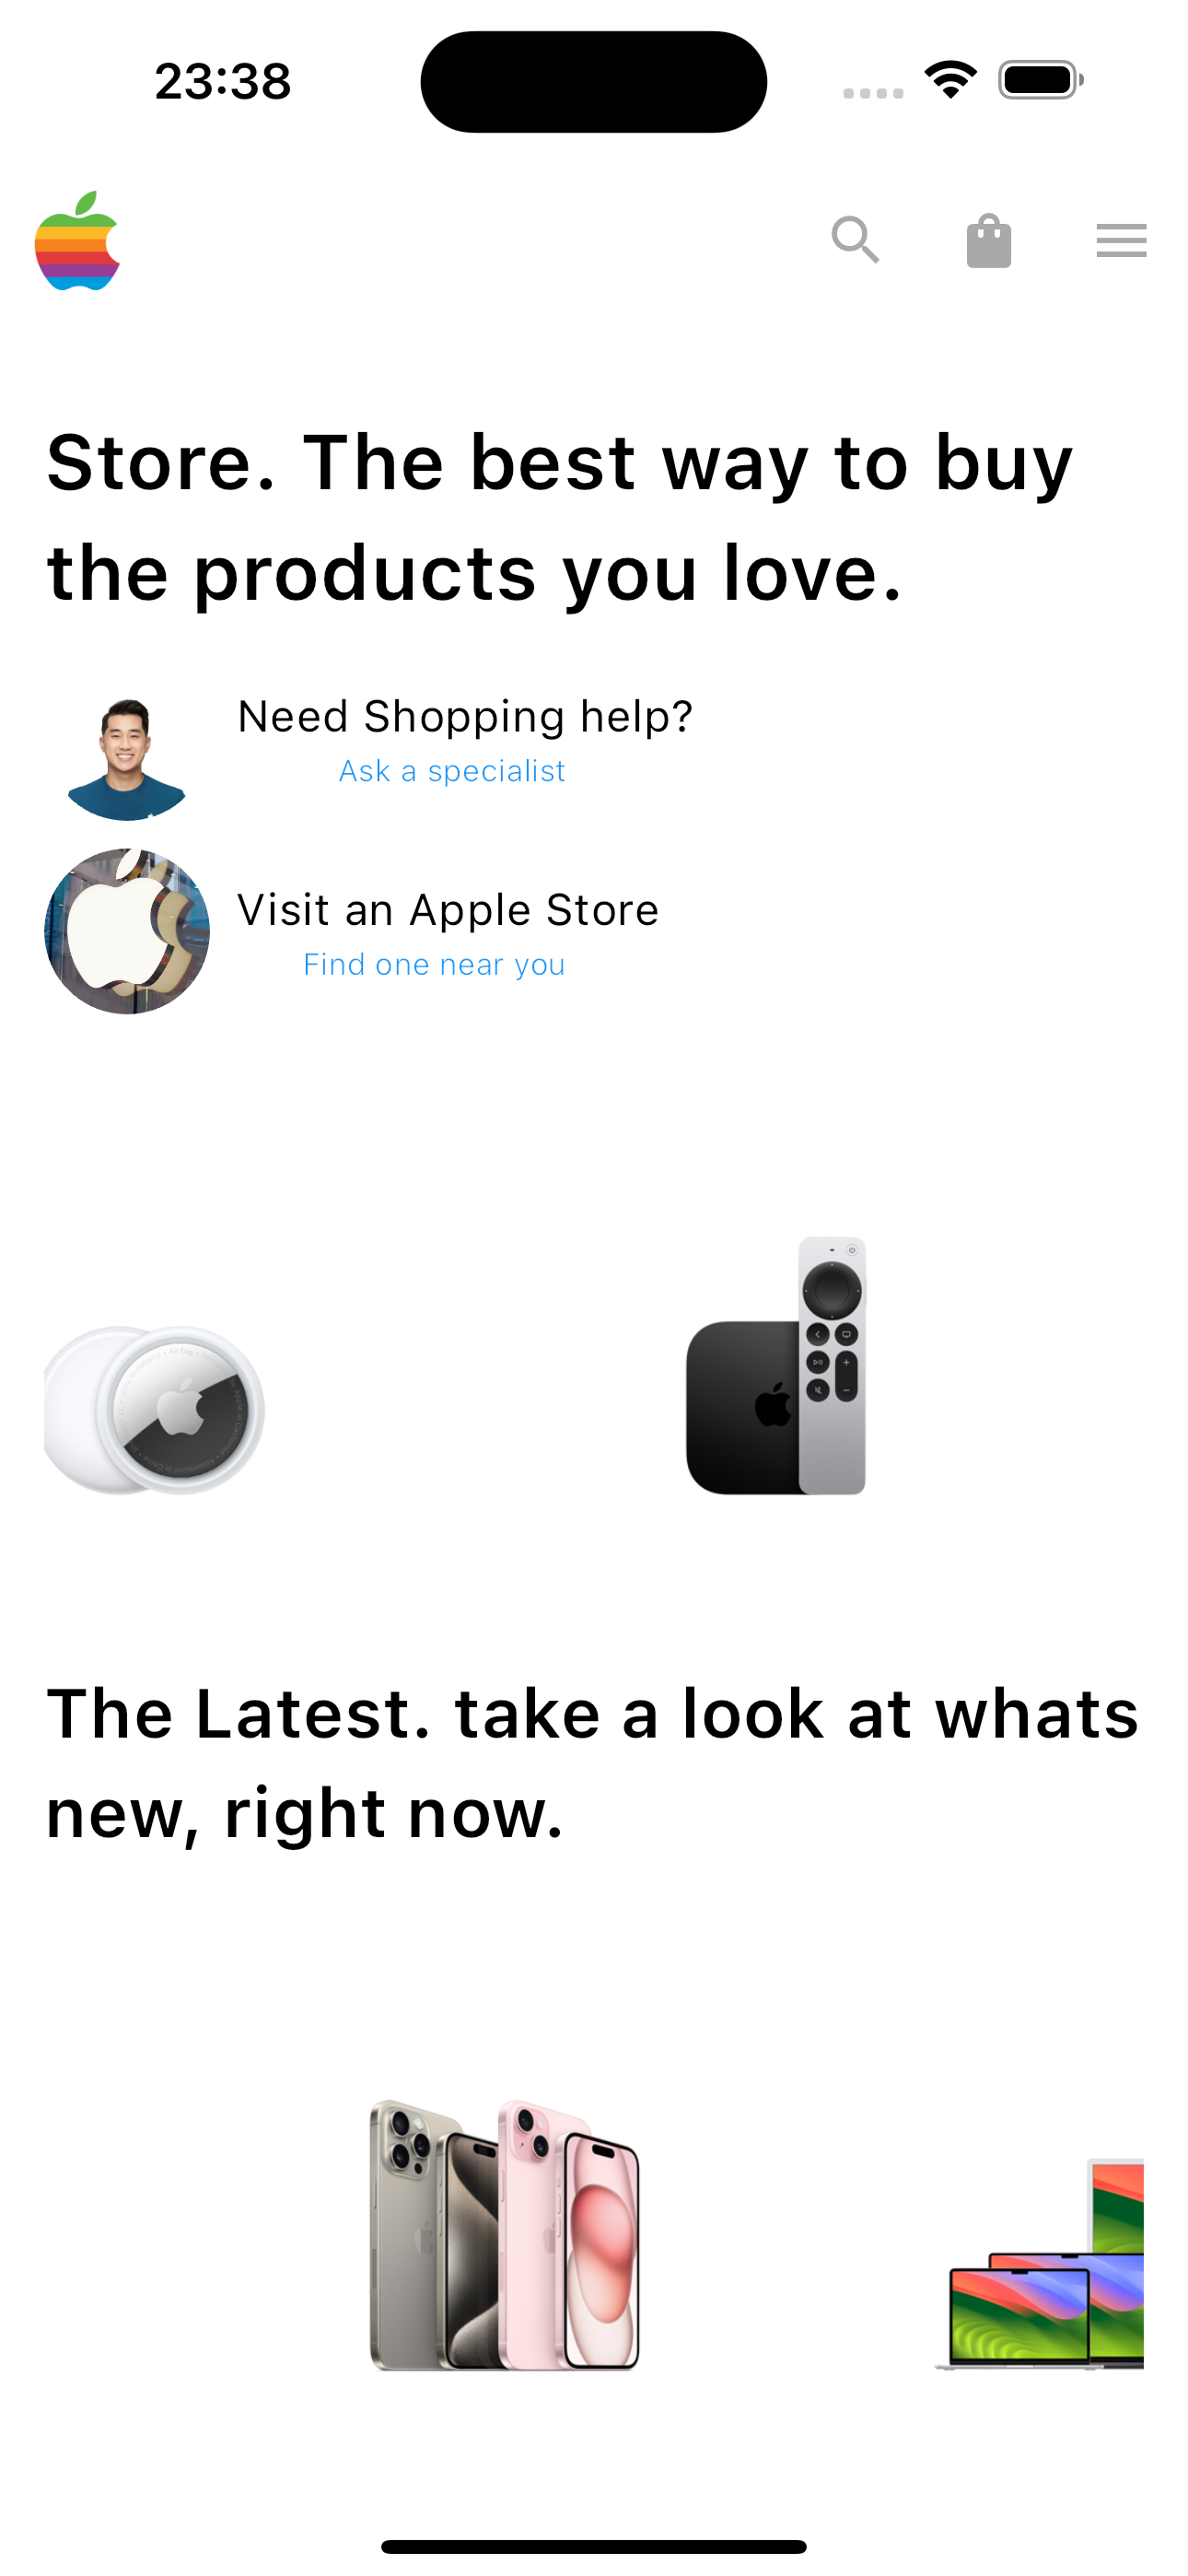 23:38
Store. The best way to buy
the products you love.
Need Shopping help?
Ask a specialist
Visit an Apple Store
Find one near you
The Latest. take a look at whats
new, right now.